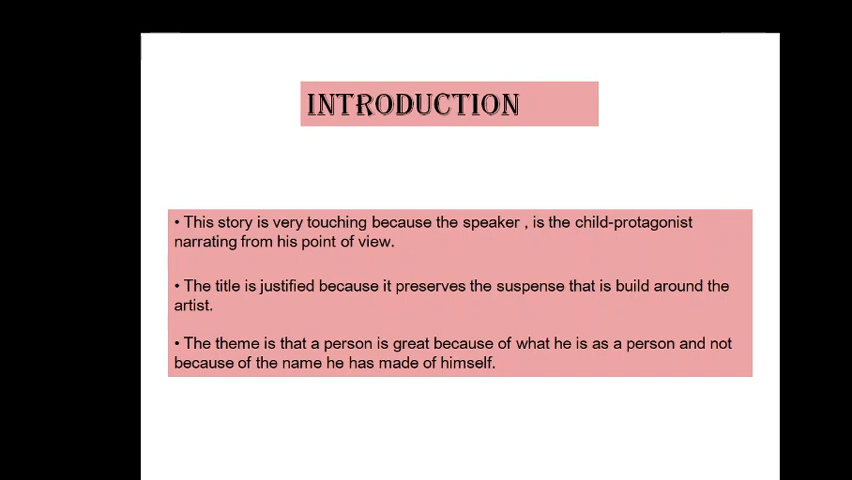 INTRODUCTION
• This story is very touching because the speaker , is the child-protagonist
narrating from his point of view.
• The title is justified because it preserves the suspense that is build around the
artist.
• The theme is that a person is great because of what he is as a person and not
because of the name he has made of himself.